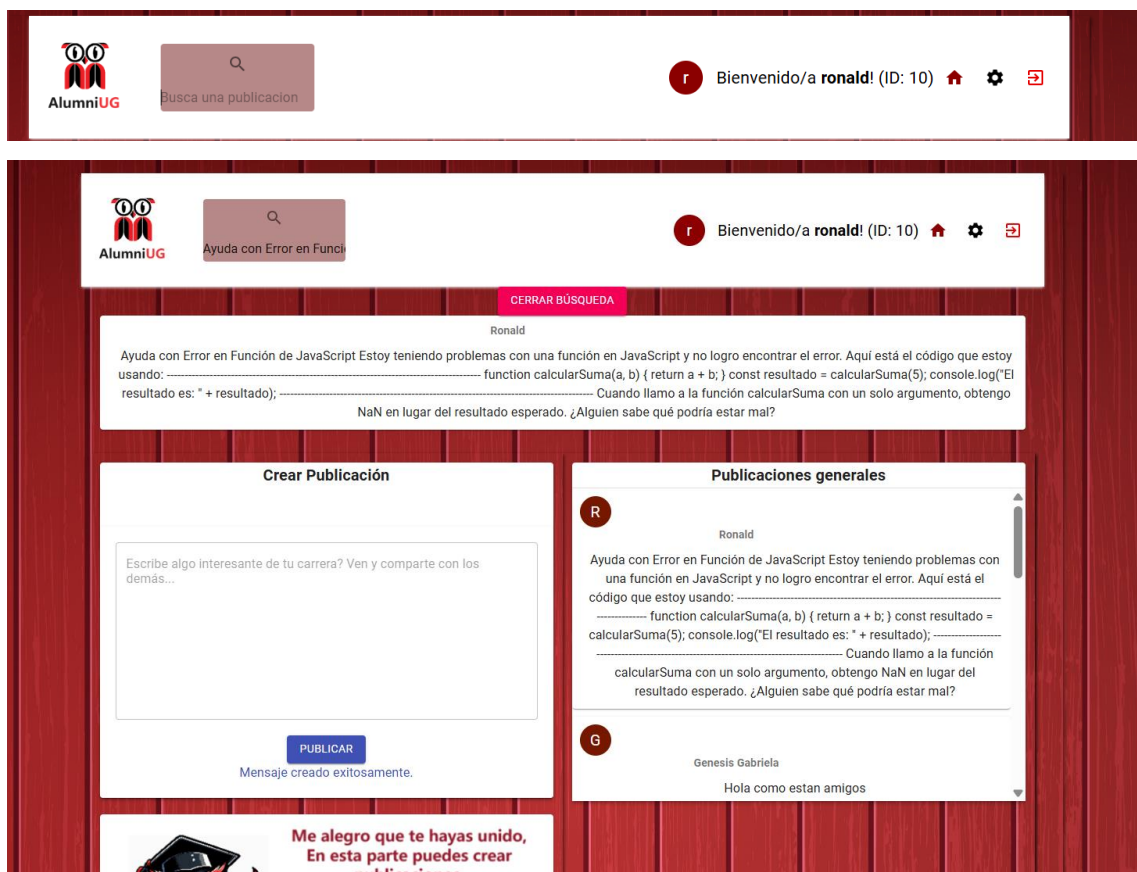 AlumniUG
Busca una publicacion
r
Bienvenido/a ronald! (ID: 10)
AlumniUG
Ayuda con Error en Funci
r
Bienvenido/a ronald! (ID: 10)
CERRAR BÚSQUEDA
Ronald
Ayuda con Error en Función de JavaScript Estoy teniendo problemas con una función en JavaScript y no logro encontrar el error. Aquí está el código que estoy
usando: ------------------------------------------------------------------------------------ function calcularSuma(a, b) { return a + b; } const resultado = calcularSuma(5); console.log("El
resultado es: " + resultado); ------------------------------------------------------------------------------------ Cuando llamo a la función calcularSuma con un solo argumento, obtengo
NaN en lugar del resultado esperado. ¿Alguien sabe qué podría estar mal?
Crear Publicación
Escribe algo interesante de tu carrera? Ven y comparte con los
demás...
PUBLICAR
Mensaje creado exitosamente.
Me alegro que te hayas unido,
En esta parte puedes crear
Publicaciones generales
R
Ronald
Ayuda con Error en Función de JavaScript Estoy teniendo problemas con
una función en JavaScript y no logro encontrar el error. Aquí está el
código que estoy usando: ----------------------------------------------------------------------
-------------- function calcularSuma(a, b) { return a + b; } const resultado =
calcularSuma(5); console.log("El resultado es: " + resultado); ------------------
------------------------------------------------------------------ Cuando llamo a la función
calcularSuma con un solo argumento, obtengo NaN en lugar del
resultado esperado. ¿Alguien sabe qué podría estar mal?
G
Genesis Gabriela
Hola como estan amigos